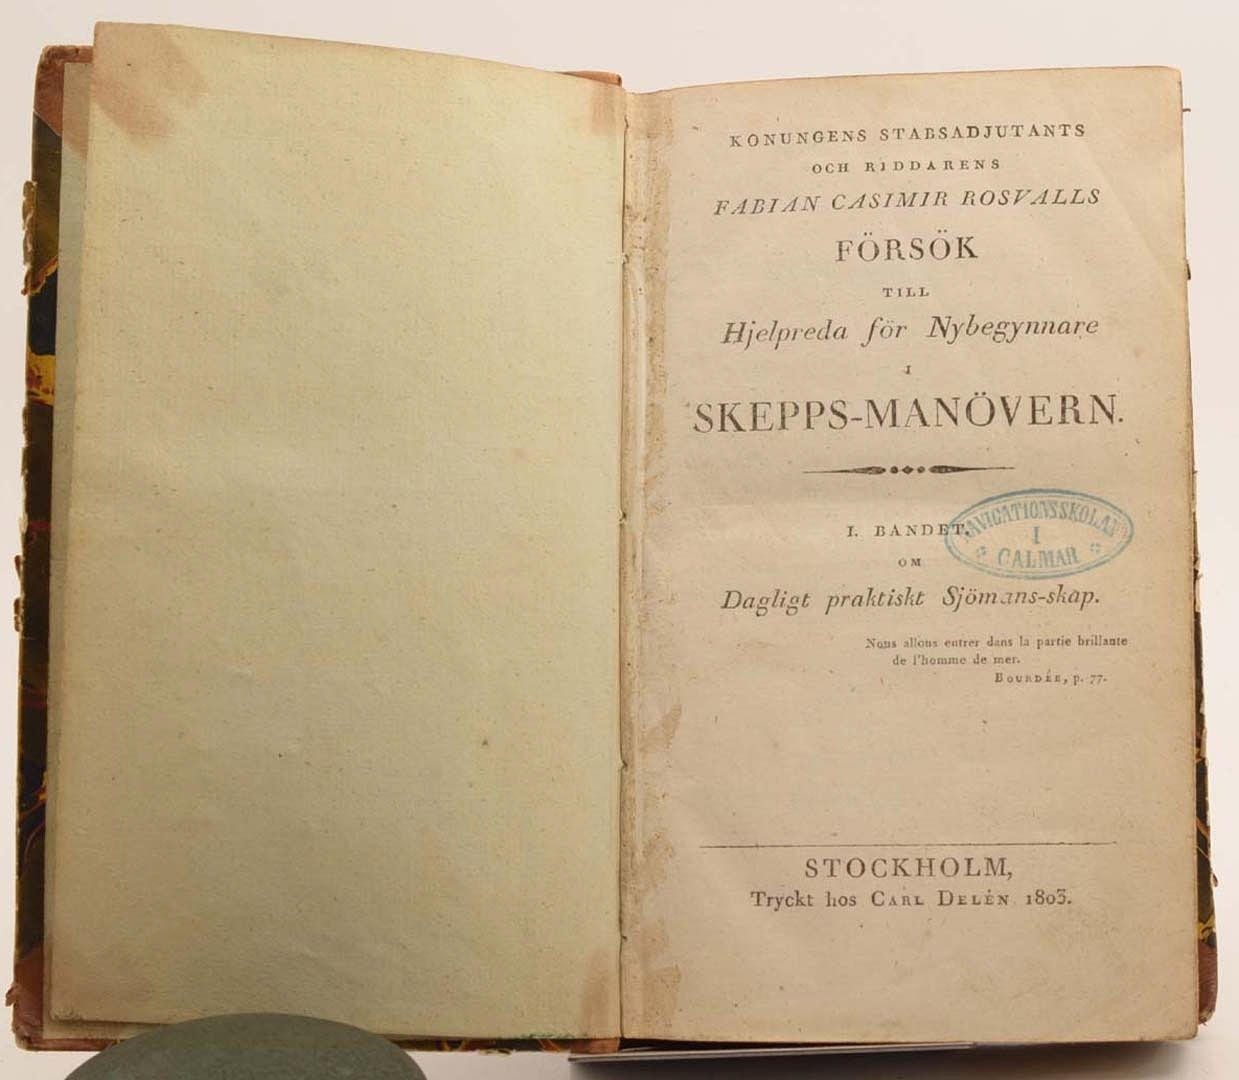 KONUNGENS STABSADJUTANTS
OCH RIDDARENS
FABIAN CASIMIR ROSVALLS
FÖRSÖK
TILL
Hjelpreda för Nybegynnare
I
SKEPPS-MANÖVERN.
I. BANDET,
OM
Dagligt praktiskt Sjömans-skap.
NAVIGATIONSSKOLAN
I
CALMAR
Nous allons entrer dans la partie brillante
de l'homme de mer.
BOURDÉE, p. 77.
STOCKHOLM,
Tryckt hos CARL DELÉN 1803.